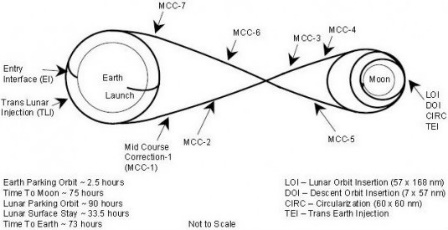 MCC-7
MCC-6
MCC-3
MCC-4
Entry
Interface (EI)
Earth
Launch
Trans Lunar
Injection (TLI)
Moon
LOI
DOI
CIRC
TEI
MCC-5
MCC-2
Mid Course
Correction-1
(MCC-1)
Earth Parking Orbit ~ 2.5 hours
Time To Moon ~ 75 hours
Lunar Parking Orbit ~ 90 hours
Lunar Surface Stay ~ 33.5 hours
Time To Earth ~ 73 hours
Not to Scale
LOI – Lunar Orbit Insertion (57 x 168 nm)
DOI – Descent Orbit Insertion (7 x 57 nm)
CIRC – Circularization (60 x 60 nm)
TEI – Trans Earth Injection